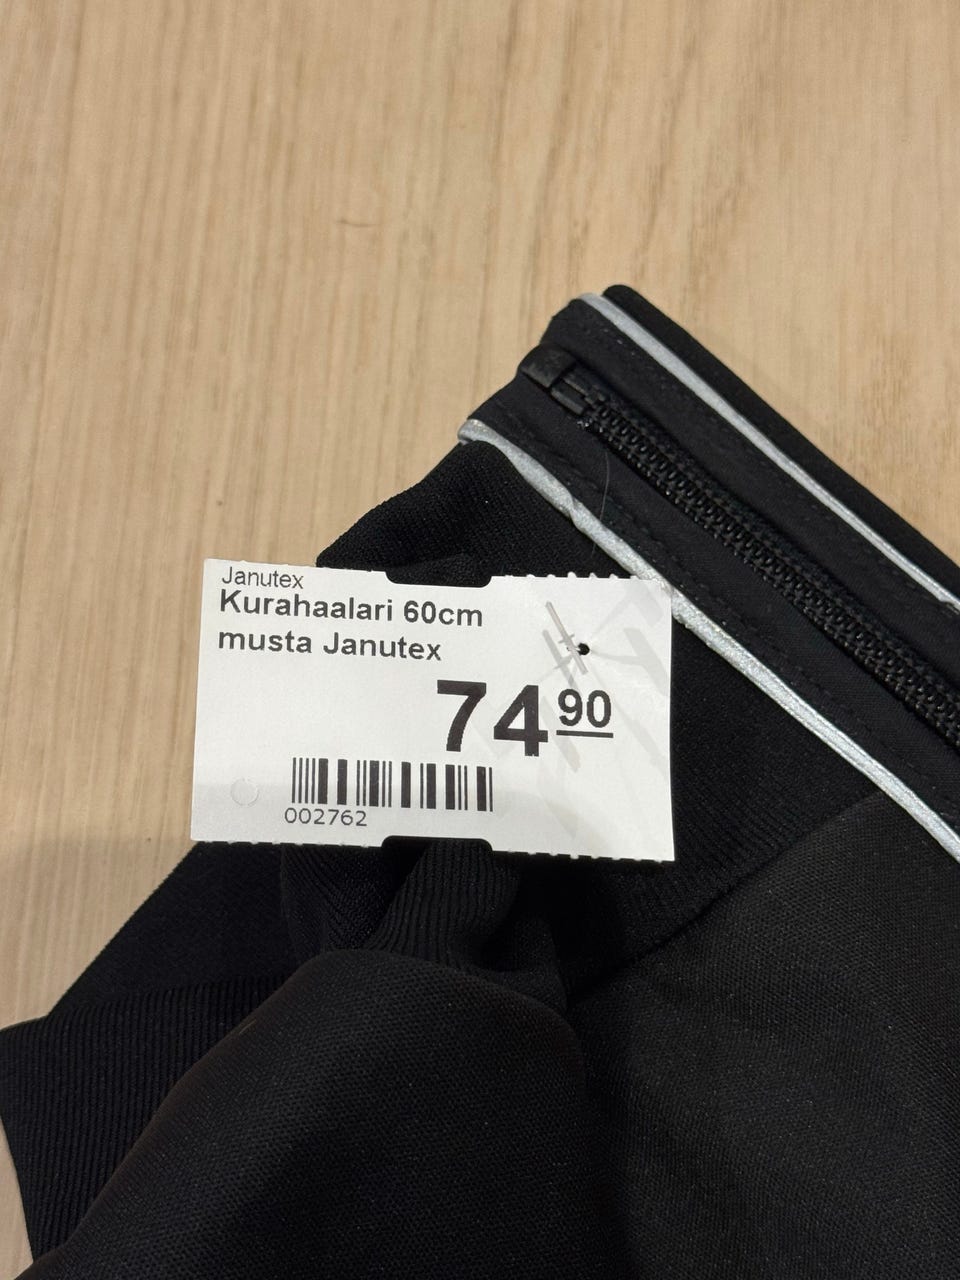 Janutex
Kurahaalari 60cm
musta Janutex
74 90
002762